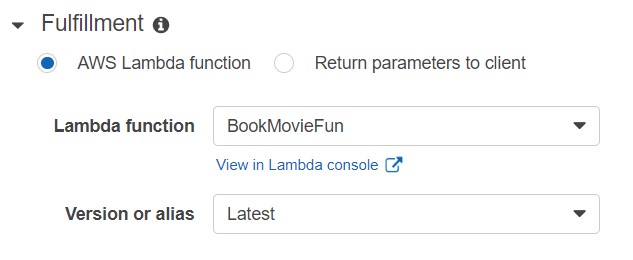 Fulfillment
AWS Lambda function Return parameters to client
Lambda function BookMovieFun
View in Lambda console
Version or alias Latest